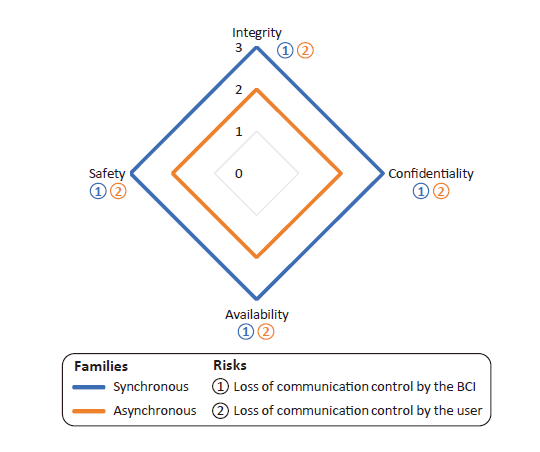 Integrity
3 ① ②
2
1
Safety 0 Confidentiality
① ② ① ②
Availability
① ②
Families Risks
Synchronous ① Loss of communication control by the BCI
Asynchronous ② Loss of communication control by the user